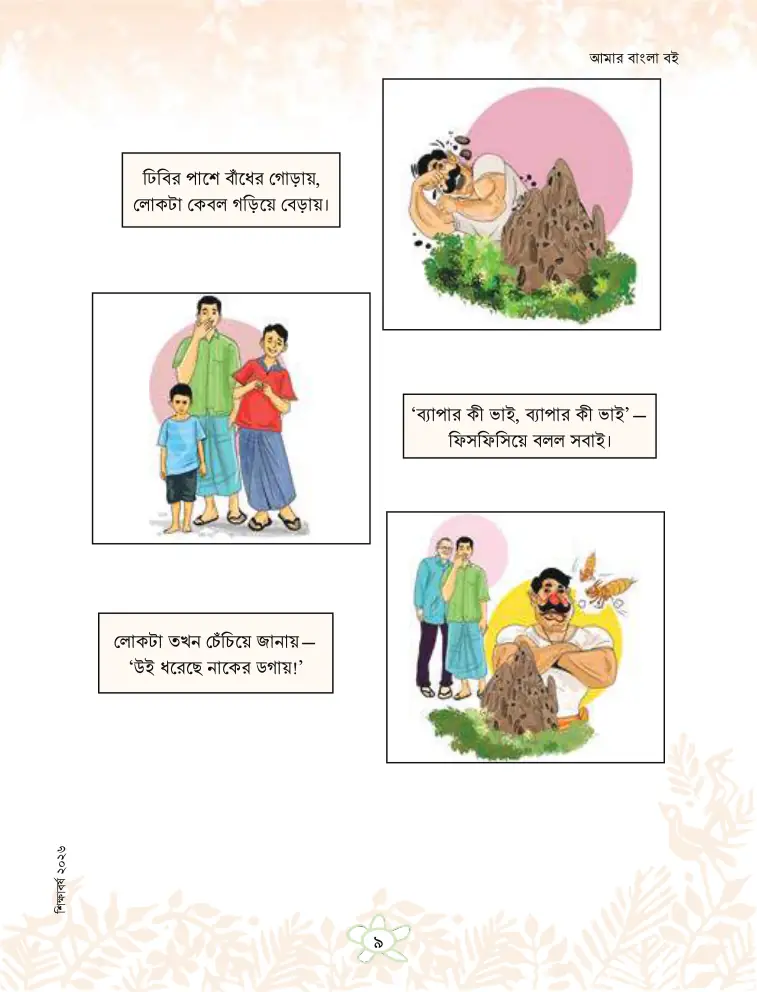 আমার বাংলা বই
ঢিবির পাশে বাঁধের গোড়ায়,
লোকটা কেবল গড়িয়ে বেড়ায়।
‘ব্যাপার কী ভাই, ব্যাপার কী ভাই’—
ফিসফিসিয়ে বলল সবাই।
লোকটা তখন চেঁচিয়ে জানায়—
‘উই ধরেছে নাকের ডগায়!’
শিক্ষাবর্ষ ২০২৬
৯